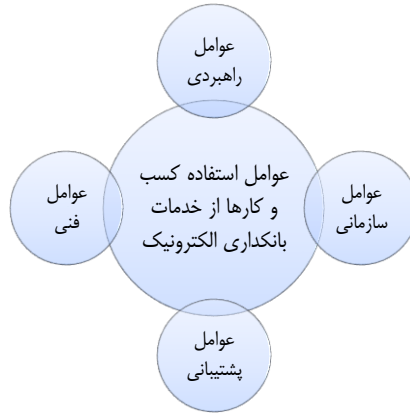 عوامل
راهبردی
عوامل استفاده کسب
و کارها از خدمات
بانکداری الکترونیک
عوامل
سازمانی
عوامل
فنی
عوامل
پشتیبانی